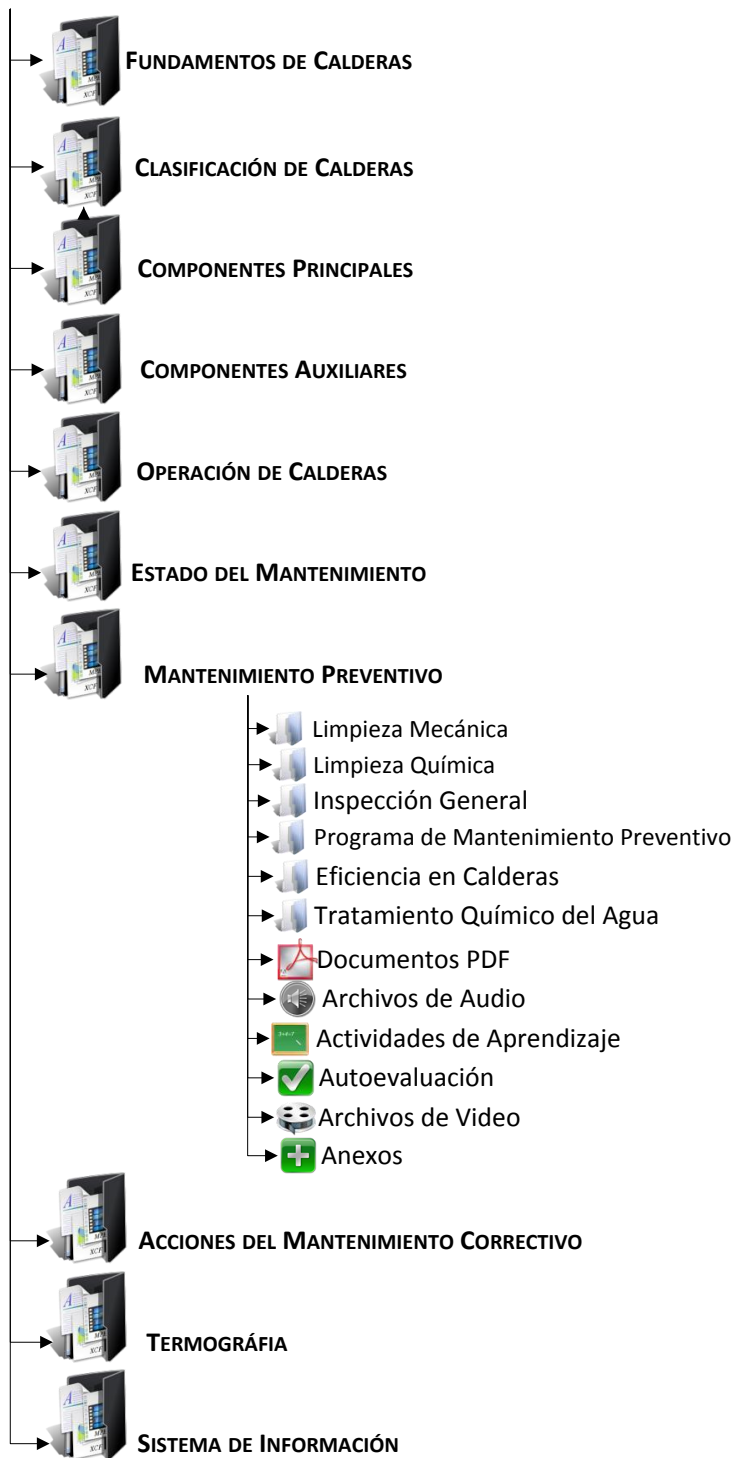 FUNDAMENTOS DE CALDERAS
CLASIFICACIÓN DE CALDERAS
COMPONENTES PRINCIPALES
COMPONENTES AUXILIARES
OPERACIÓN DE CALDERAS
ESTADO DEL MANTENIMIENTO
MANTENIMIENTO PREVENTIVO
Limpieza Mecánica
Limpieza Química
Inspección General
Programa de Mantenimiento Preventivo
Eficiencia en Calderas
Tratamiento Químico del Agua
Documentos PDF
Archivos de Audio
Actividades de Aprendizaje
Autoevaluación
Archivos de Video
Anexos
ACCIONES DEL MANTENIMIENTO CORRECTIVO
TERMOGRÁFIA
SISTEMA DE INFORMACIÓN